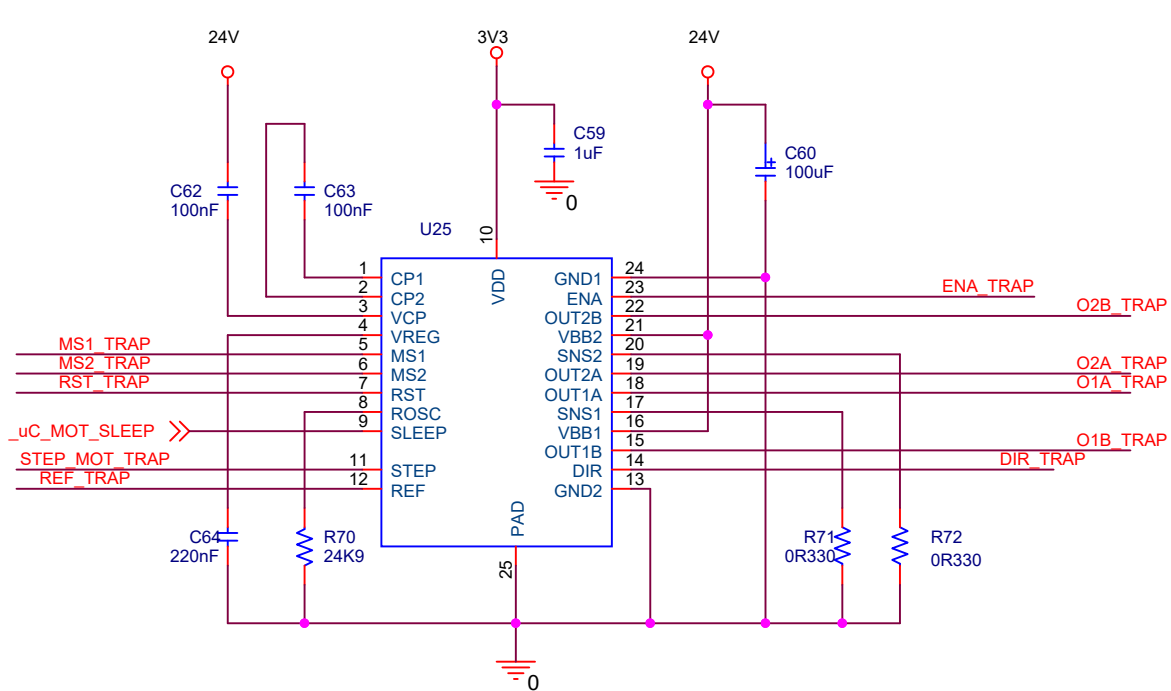 24V
3V3
24V
C59
1uF
0
C60
100uF
C62
100nF
C63
100nF
U25
10
VDD
1
CP1
2
CP2
3
VCP
4
VREG
MS1_TRAP
5
MS1
MS2_TRAP
6
MS2
RST_TRAP
7
RST
8
ROSC
_uC_MOT_SLEEP
9
SLEEP
STEP_MOT_TRAP
11
STEP
REF_TRAP
12
REF
GND1
24
ENA
23
ENA_TRAP
OUT2B
22
O2B_TRAP
VBB2
21
SNS2
20
OUT2A
19
O2A_TRAP
OUT1A
18
O1A_TRAP
SNS1
17
VBB1
16
OUT1B
15
O1B_TRAP
DIR
14
DIR_TRAP
GND2
13
PAD
25
C64
220nF
R70
24K9
R71
0R330
R72
0R330
0